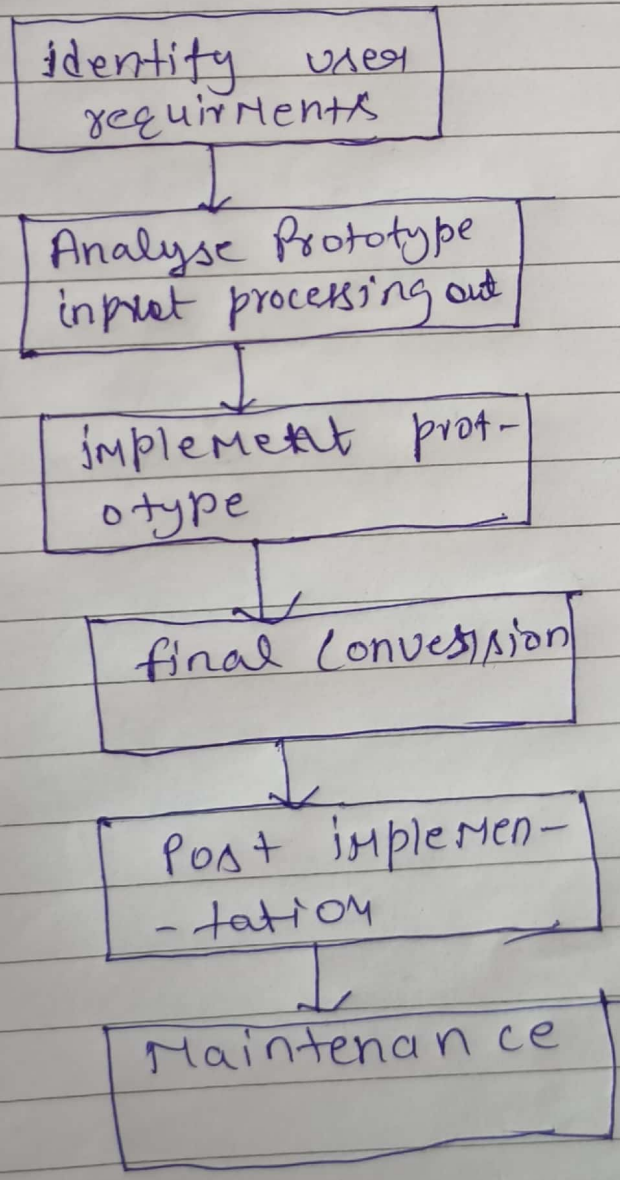 identify user
requirments
Analyse Prototype
input processing out
implement prot-
otype
final Conversion
Post implemen-
- tation
Maintenance